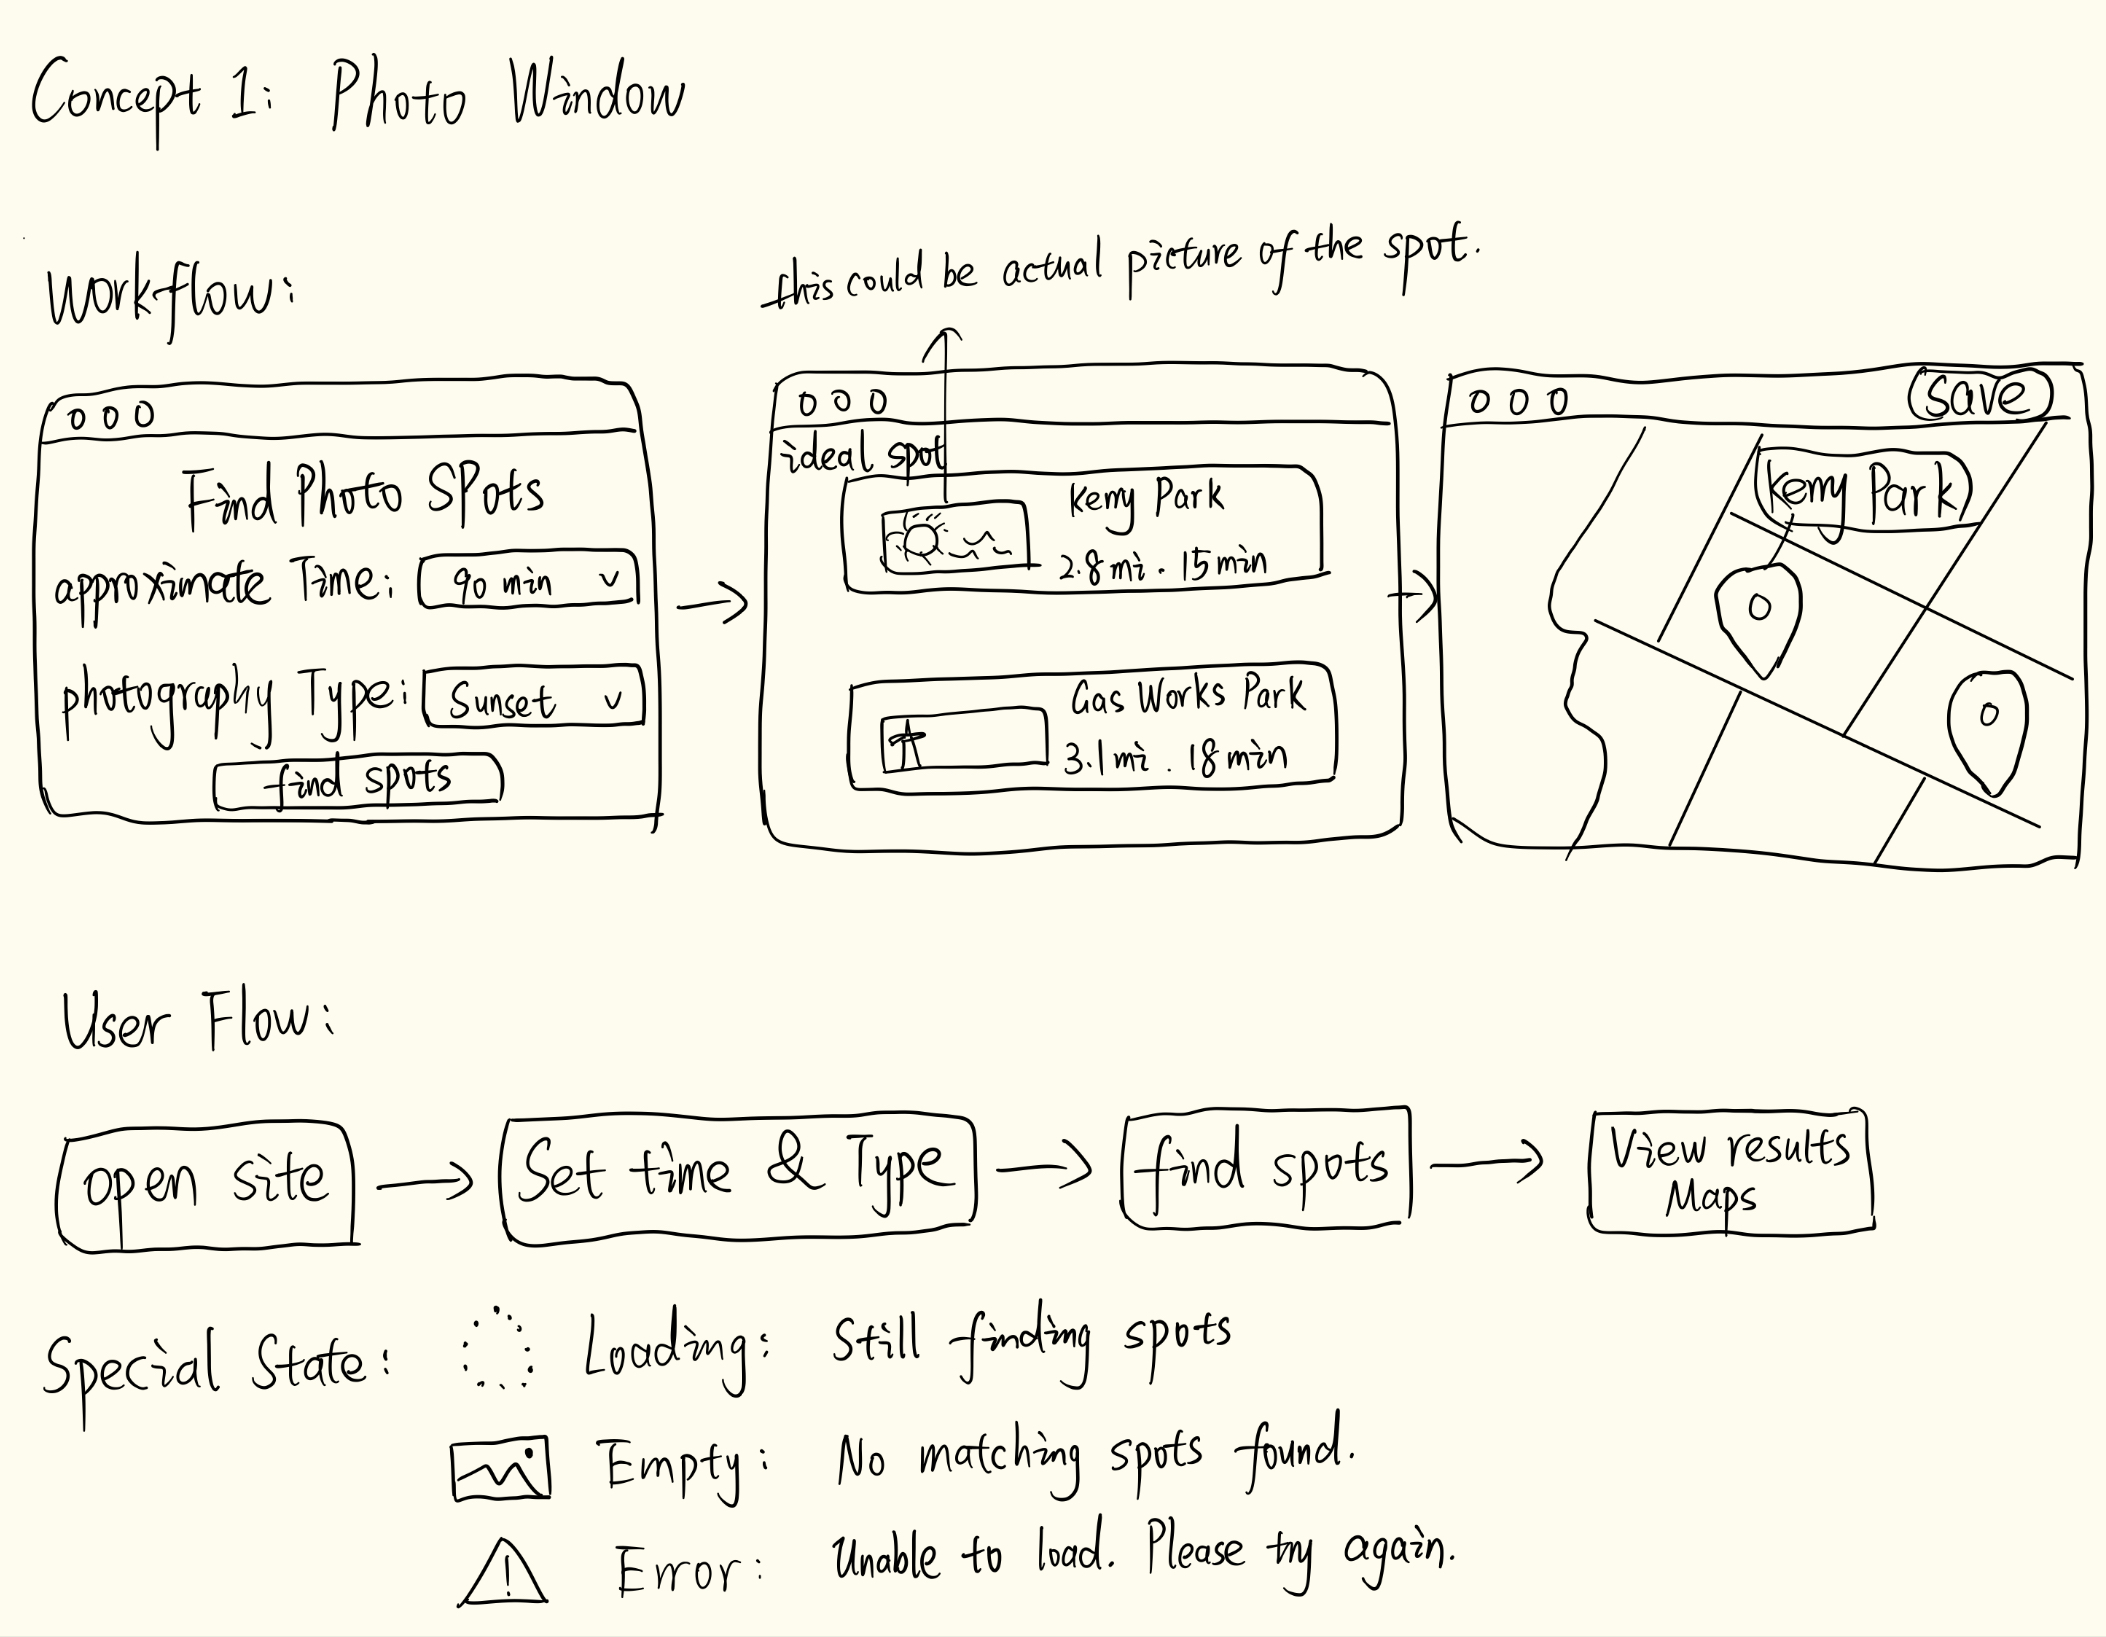 Concept 1: Photo Window
Workflow:
this could be actual picture of the spot.
Find Photo SPots
approximate Time: 90 min
photography Type: Sunset
find spots
ideal spot
Kerry Park
2.8 mi . 15 min
Gas Works Park
3.1 mi . 18 min
save
Kerry Park
User Flow:
open site
Set time & Type
find spots
View results
Maps
Special State: Loading: Still finding spots
Empty: No matching spots found.
Error: Unable to load. Please try again.